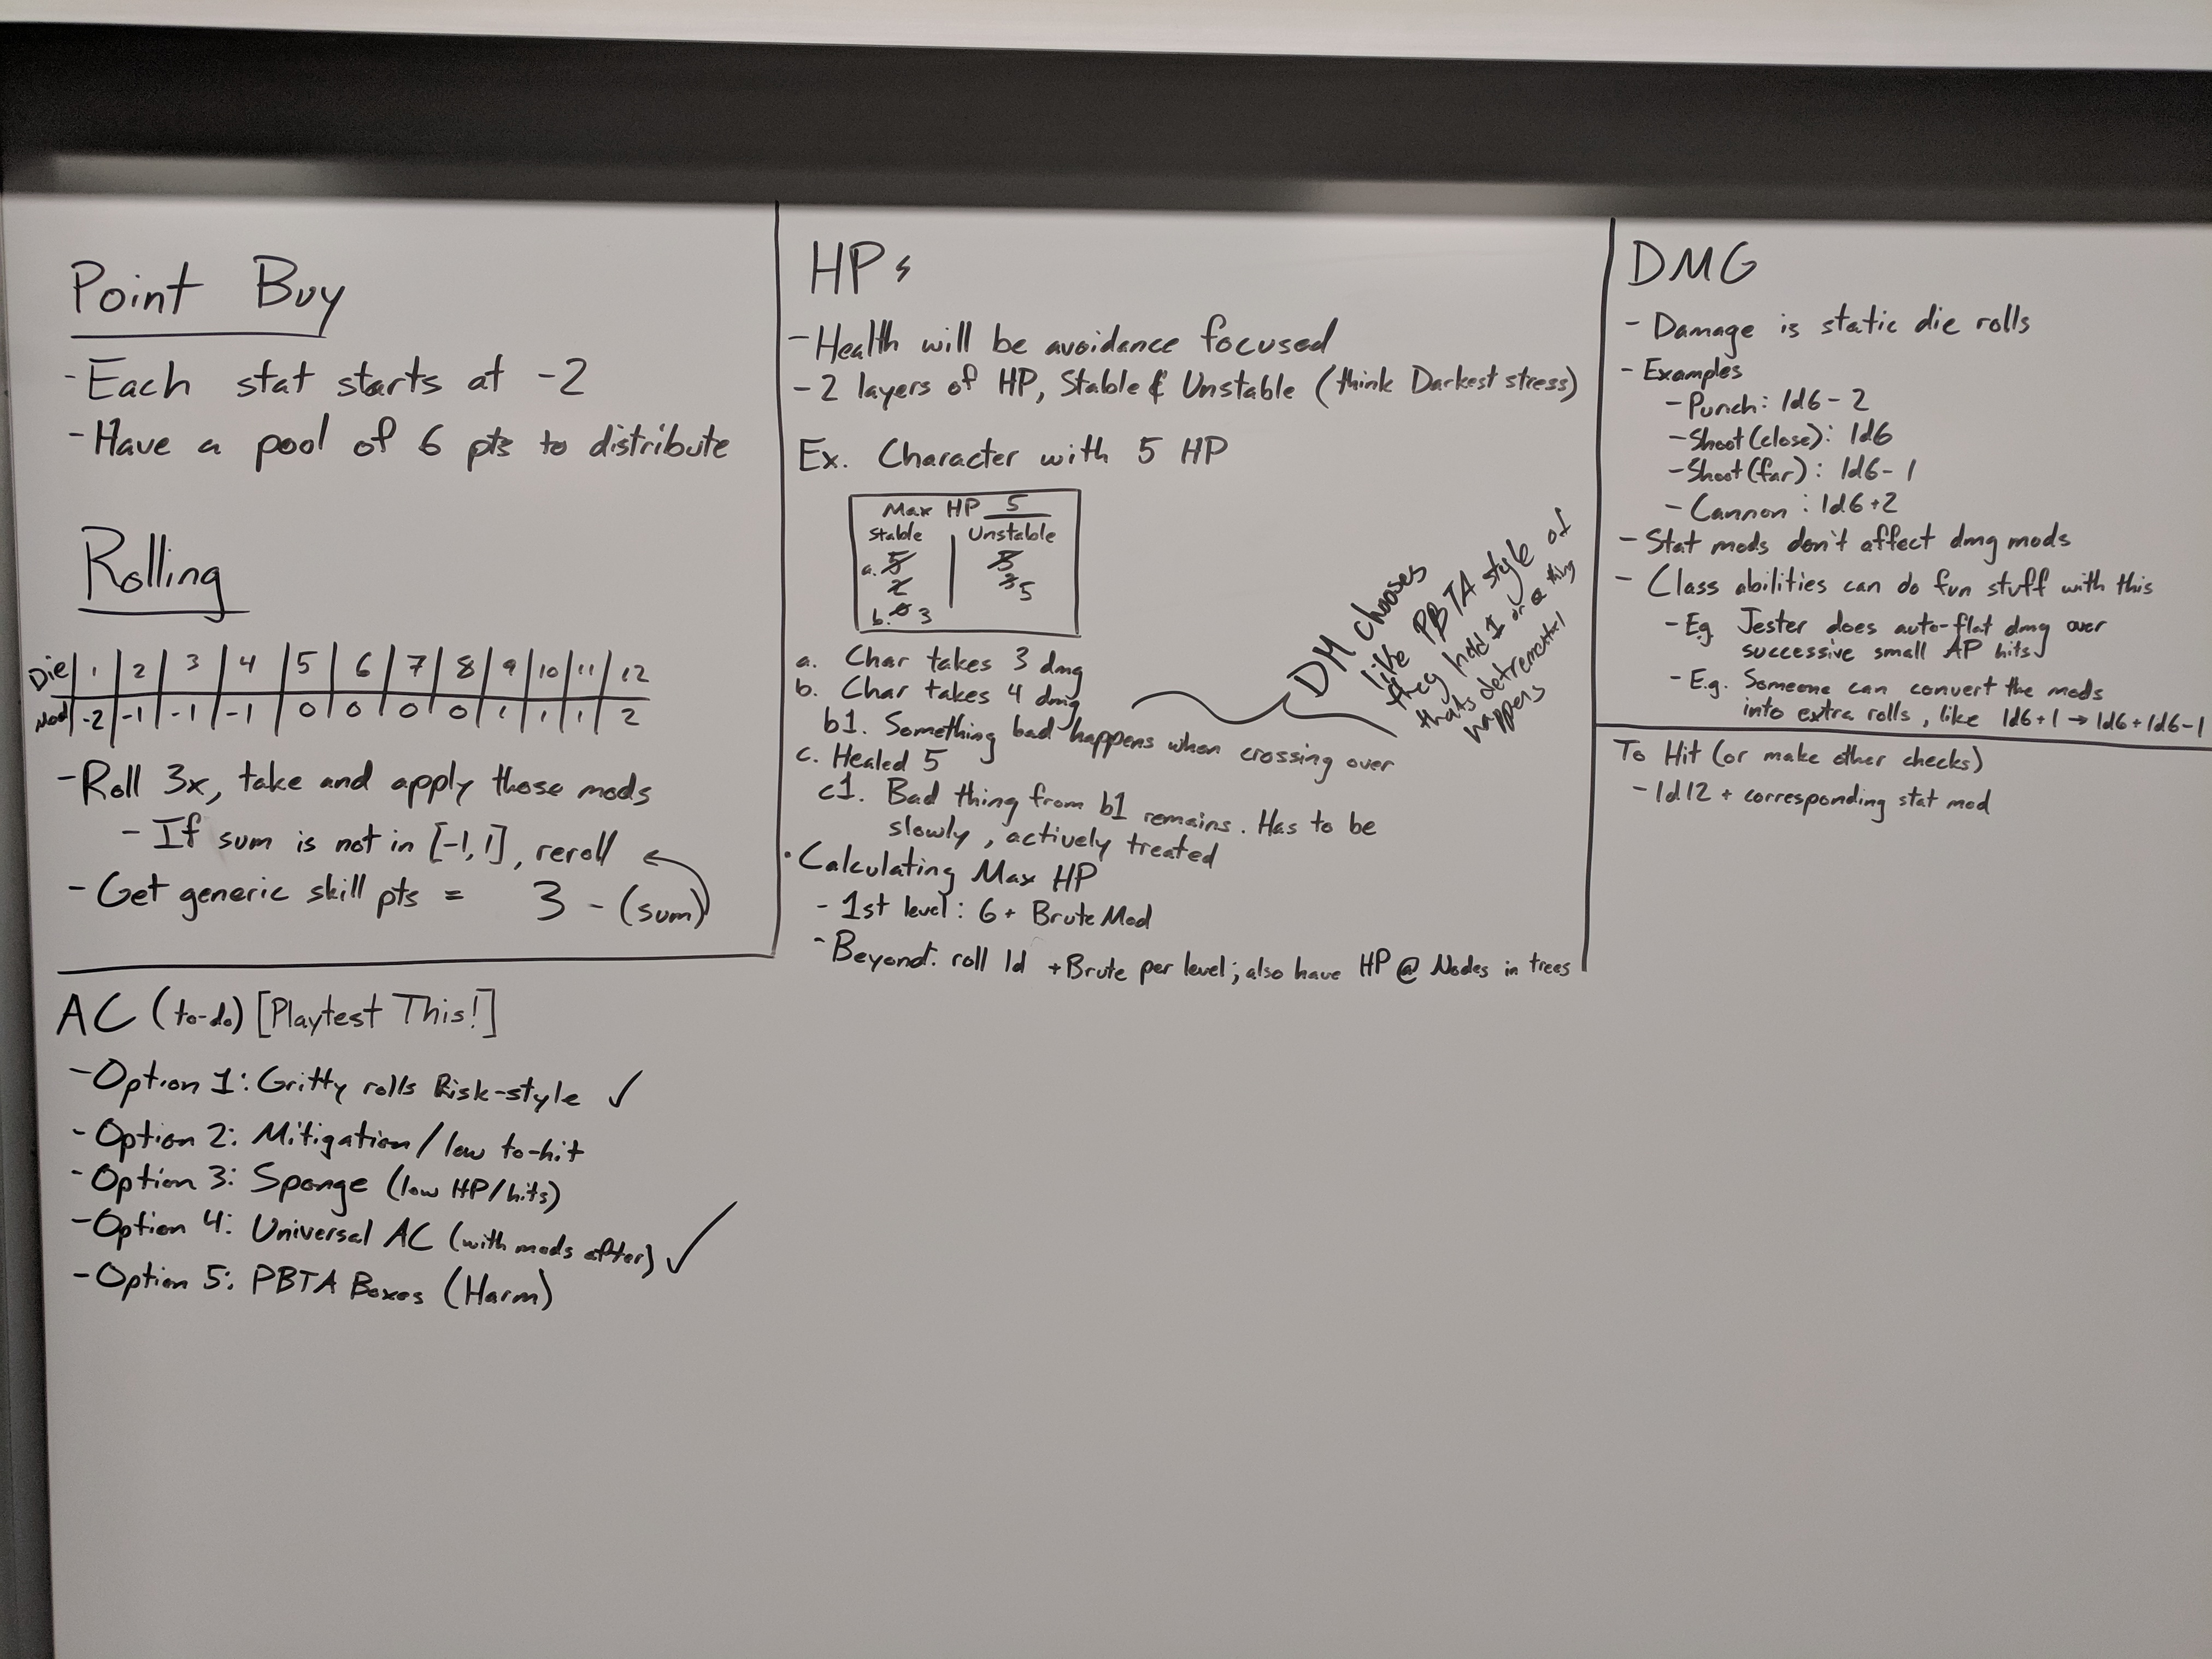 Point Buy
- Each stat starts at -2
- Have a pool of 6 pts to distribute
Rolling
Die | 1 | 2 | 3 | 4 | 5 | 6 | 7 | 8 | 9 | 10 | 11 | 12
Mod | -2 | -1 | -1 | -1 | 0 | 0 | 0 | 0 | 1 | 1 | 1 | 2
- Roll 3x, take and apply those mods
- If sum is not in [-1,1], reroll
- Get generic skill pts = 3 - (sum)
AC (to-do) [Playtest This!]
- Option 1: Gritty rolls Risk-style ✓
- Option 2: Mitigation/low to-hit
- Option 3: Sponge (low HP/hits)
- Option 4: Universal AC (with mods after) ✓
- Option 5: PBTA Boxes (Harm)
HPs
- Health will be avoidance focused
- 2 layers of HP, Stable & Unstable (think Darkest stress)
Ex. Character with 5 HP
Max HP 5
Stable | Unstable
a. 5 5
2 3 5
b. 0 3
a. Char takes 3 dmg
b. Char takes 4 dmg
b1. Something bad happens when crossing over
c. Healed 5
c1. Bad thing from b1 remains. Has to be
slowly, actively treated
DM chooses
like PBTA style of
they hold 1 or a thing
thats detremental
happens
• Calculating Max HP
- 1st level: 6 + Brute Mod
- Beyond: roll 1d + Brute per level; also have HP @ Nodes in trees
DMG
- Damage is static die rolls
- Examples
- Punch: 1d6 - 2
- Shoot (close): 1d6
- Shoot (far): 1d6 - 1
- Cannon: 1d6+2
- Stat mods don't affect dmg mods
- Class abilities can do fun stuff with this
- Eg Jester does auto-flat dmg over
successive small AP hits
- E.g. Someone can convert the mods
into extra rolls, like 1d6+1 → 1d6+1d6-1
To Hit (or make other checks)
- 1d12 + corresponding stat mod